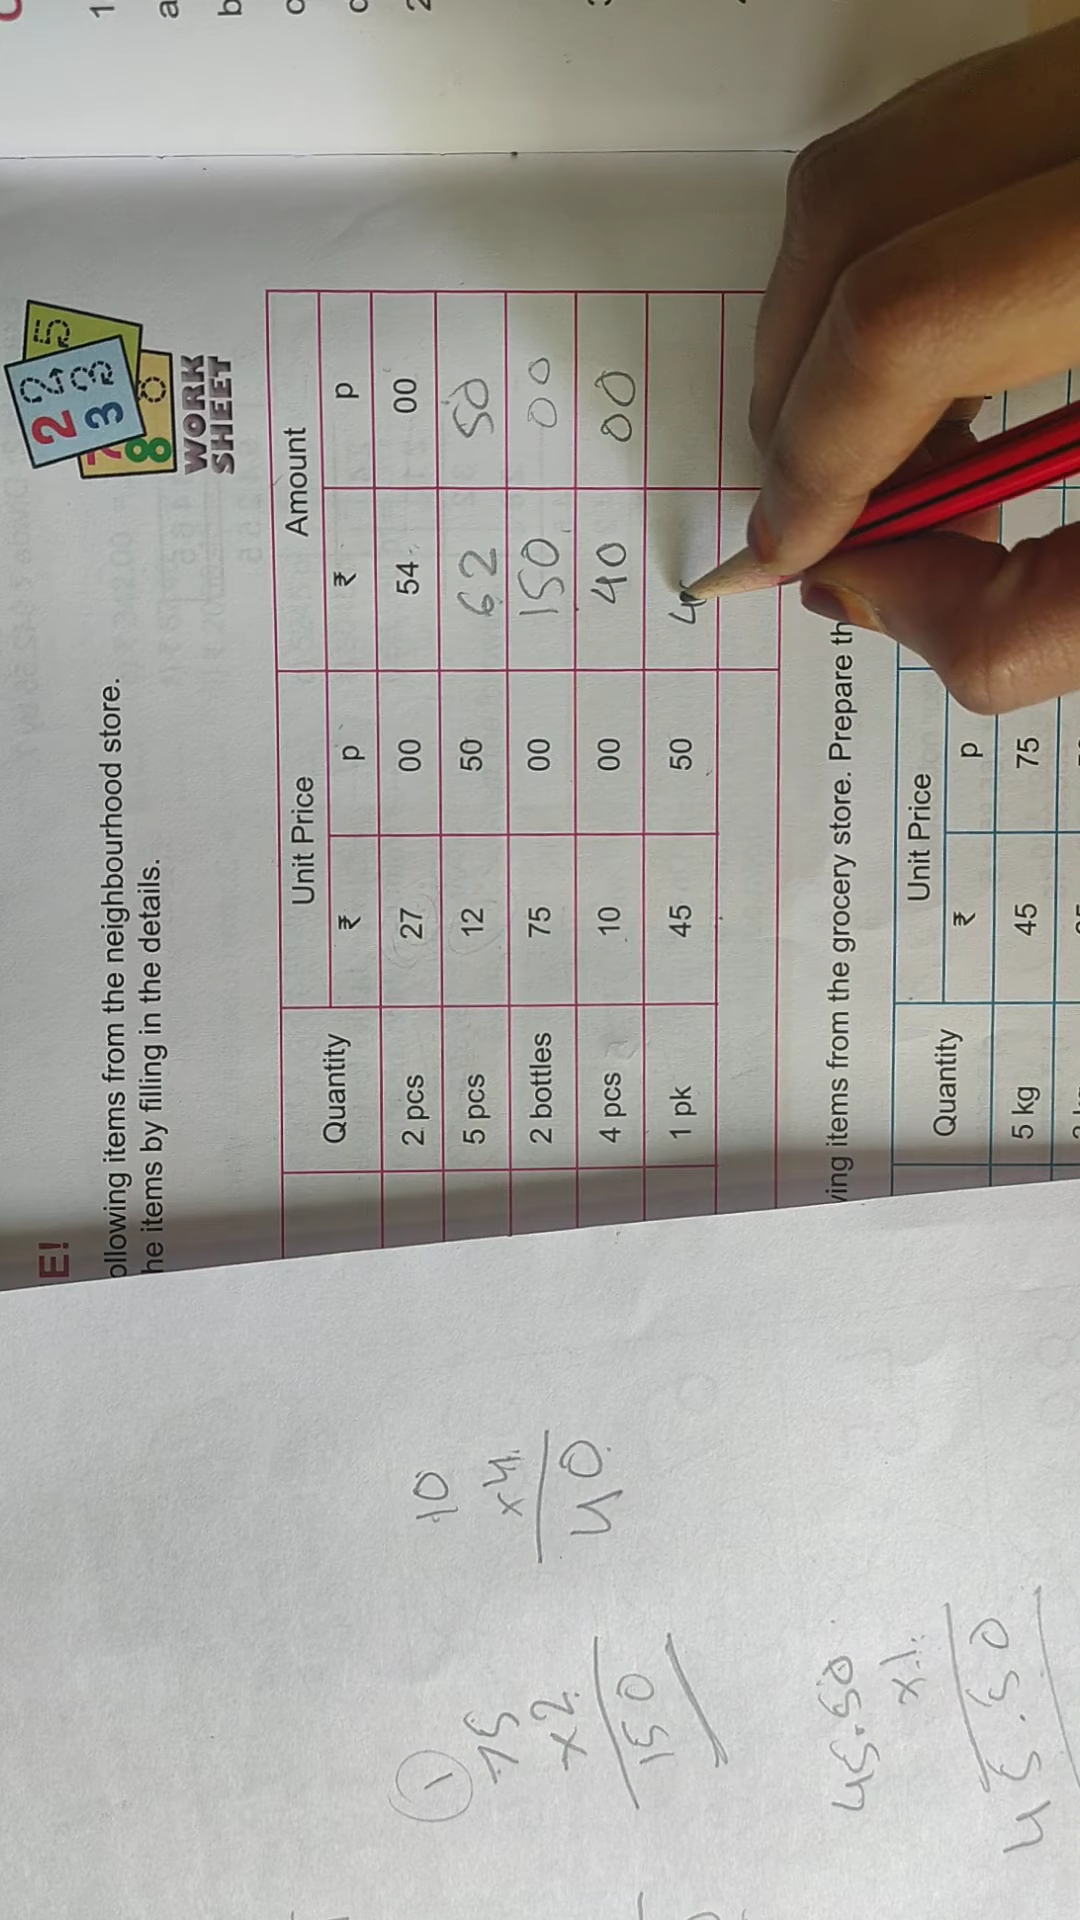 E!
ollowing items from the neighbourhood store.
he items by filling in the details.
WORK
SHEET
Quantity Unit Price Amount
₹ p ₹ p
2 pcs 27 00 54 00
5 pcs 12 50 62 50
2 bottles 75 00 150 00
4 pcs 10 00 40 00
1 pk 45 50 4
ving items from the grocery store. Prepare th
Quantity Unit Price
₹ p
5 kg 45 75
1
75
x2
150
10
x4
40
45.50
x1
45.50